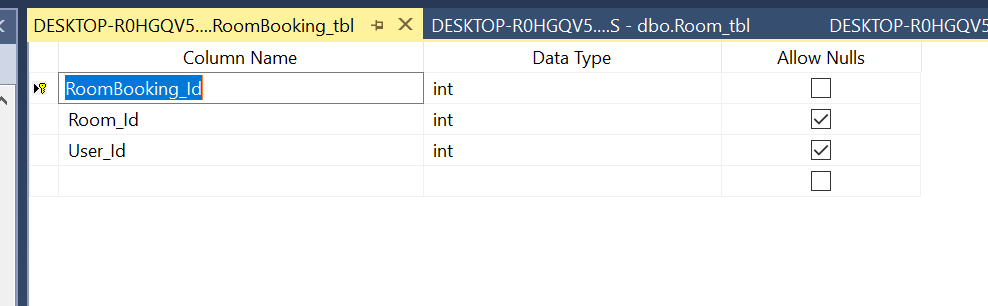 DESKTOP-R0HGQV5....RoomBooking_tbl DESKTOP-R0HGQV5....S - dbo.Room_tbl DESKTOP-R0HGQV5
Column Name Data Type Allow Nulls
RoomBooking_Id int
Room_Id int
User_Id int